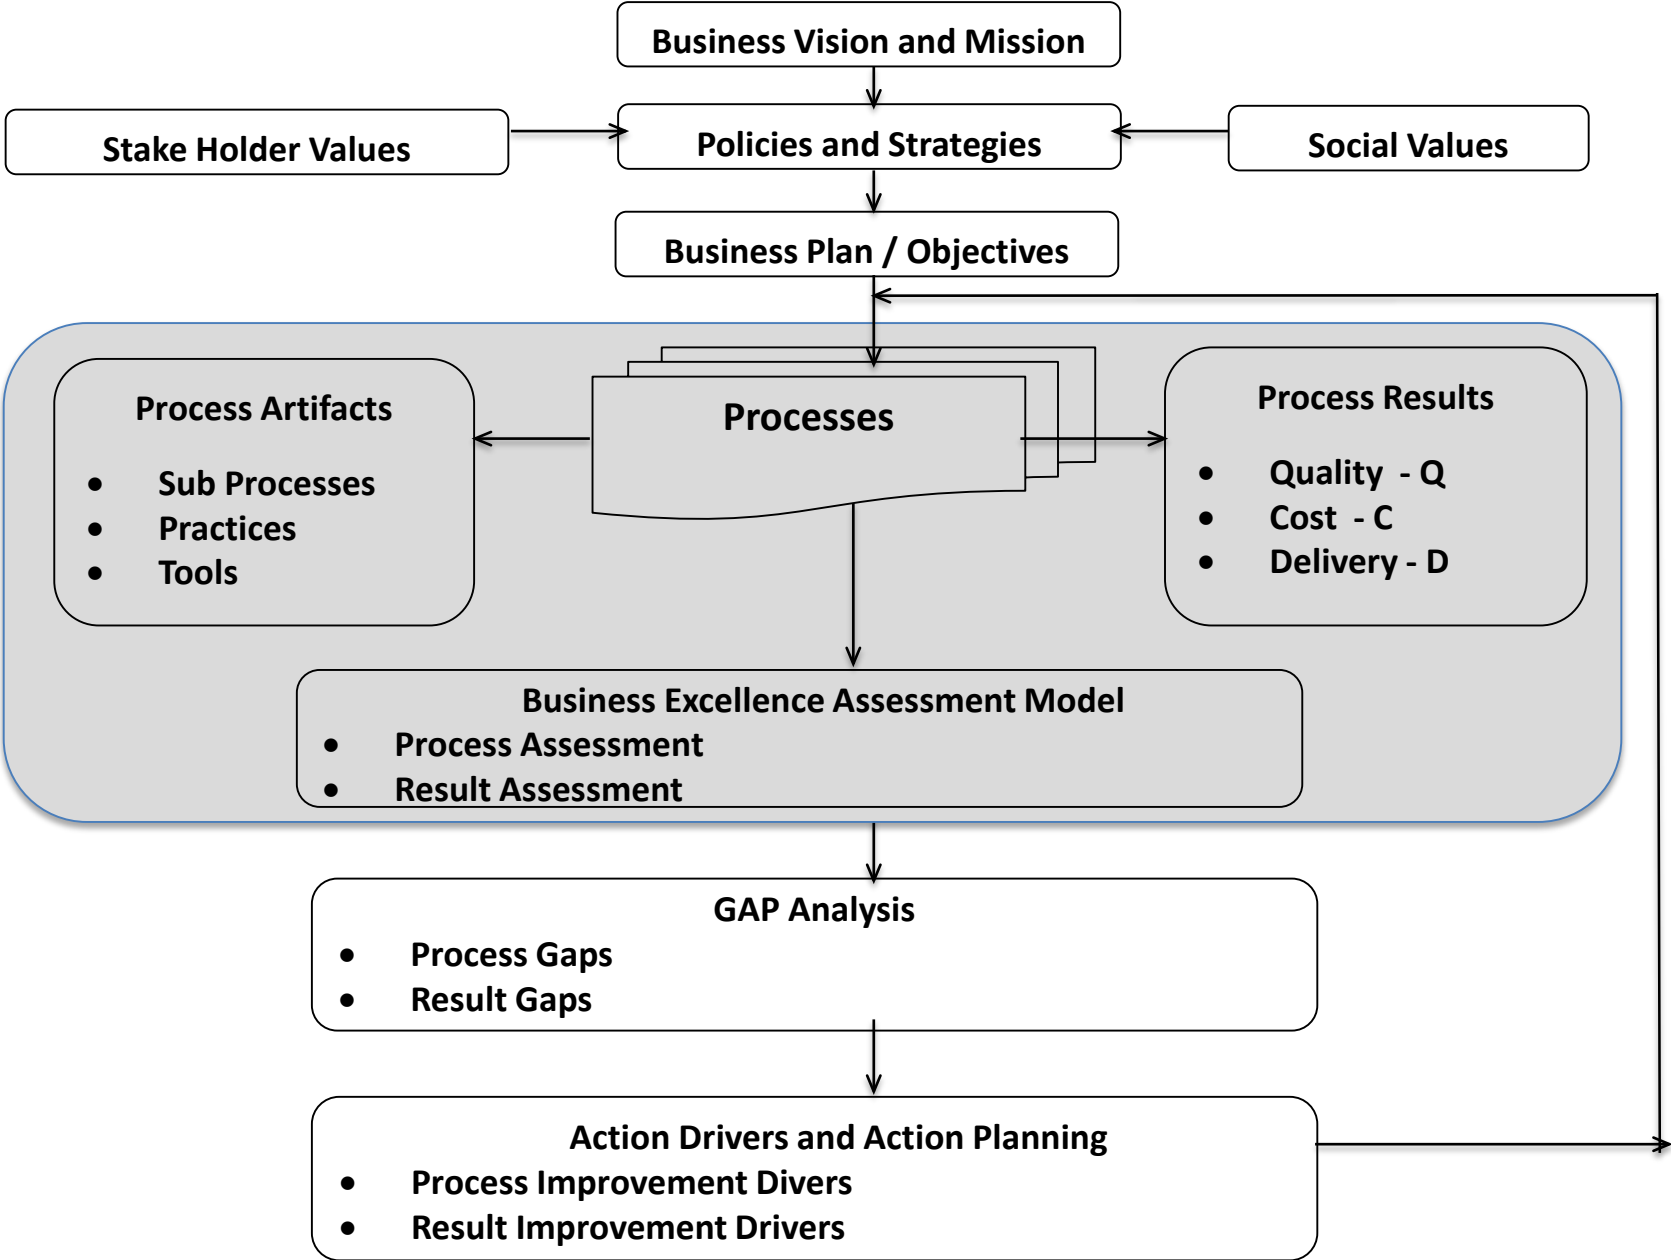 Business Vision and Mission
Stake Holder Values
Policies and Strategies
Social Values
Business Plan / Objectives
Process Artifacts
• Sub Processes
• Practices
• Tools
Processes
Process Results
• Quality - Q
• Cost - C
• Delivery - D
Business Excellence Assessment Model
• Process Assessment
• Result Assessment
GAP Analysis
• Process Gaps
• Result Gaps
Action Drivers and Action Planning
• Process Improvement Divers
• Result Improvement Drivers